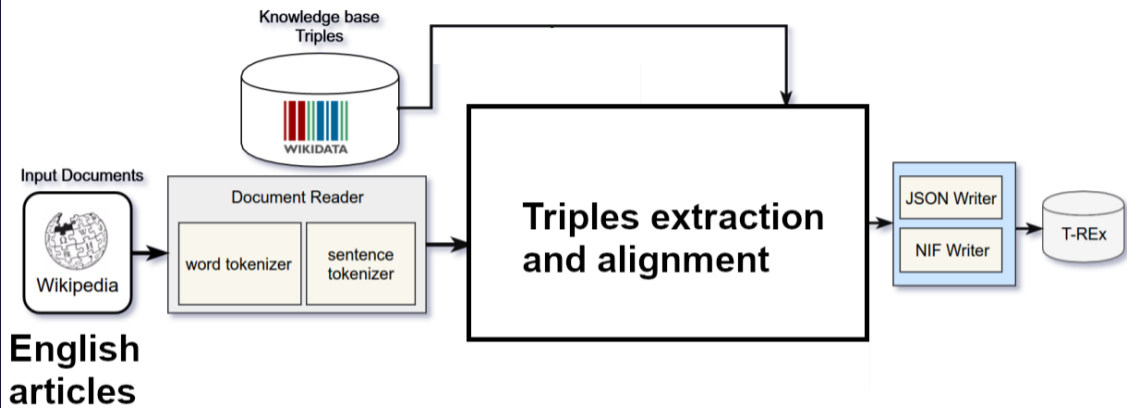 Knowledge base
Triples
WIKIDATA
Input Documents
Wikipedia
English
articles
Document Reader
word tokenizer
sentence
tokenizer
Triples extraction
and alignment
JSON Writer
NIF Writer
T-REx